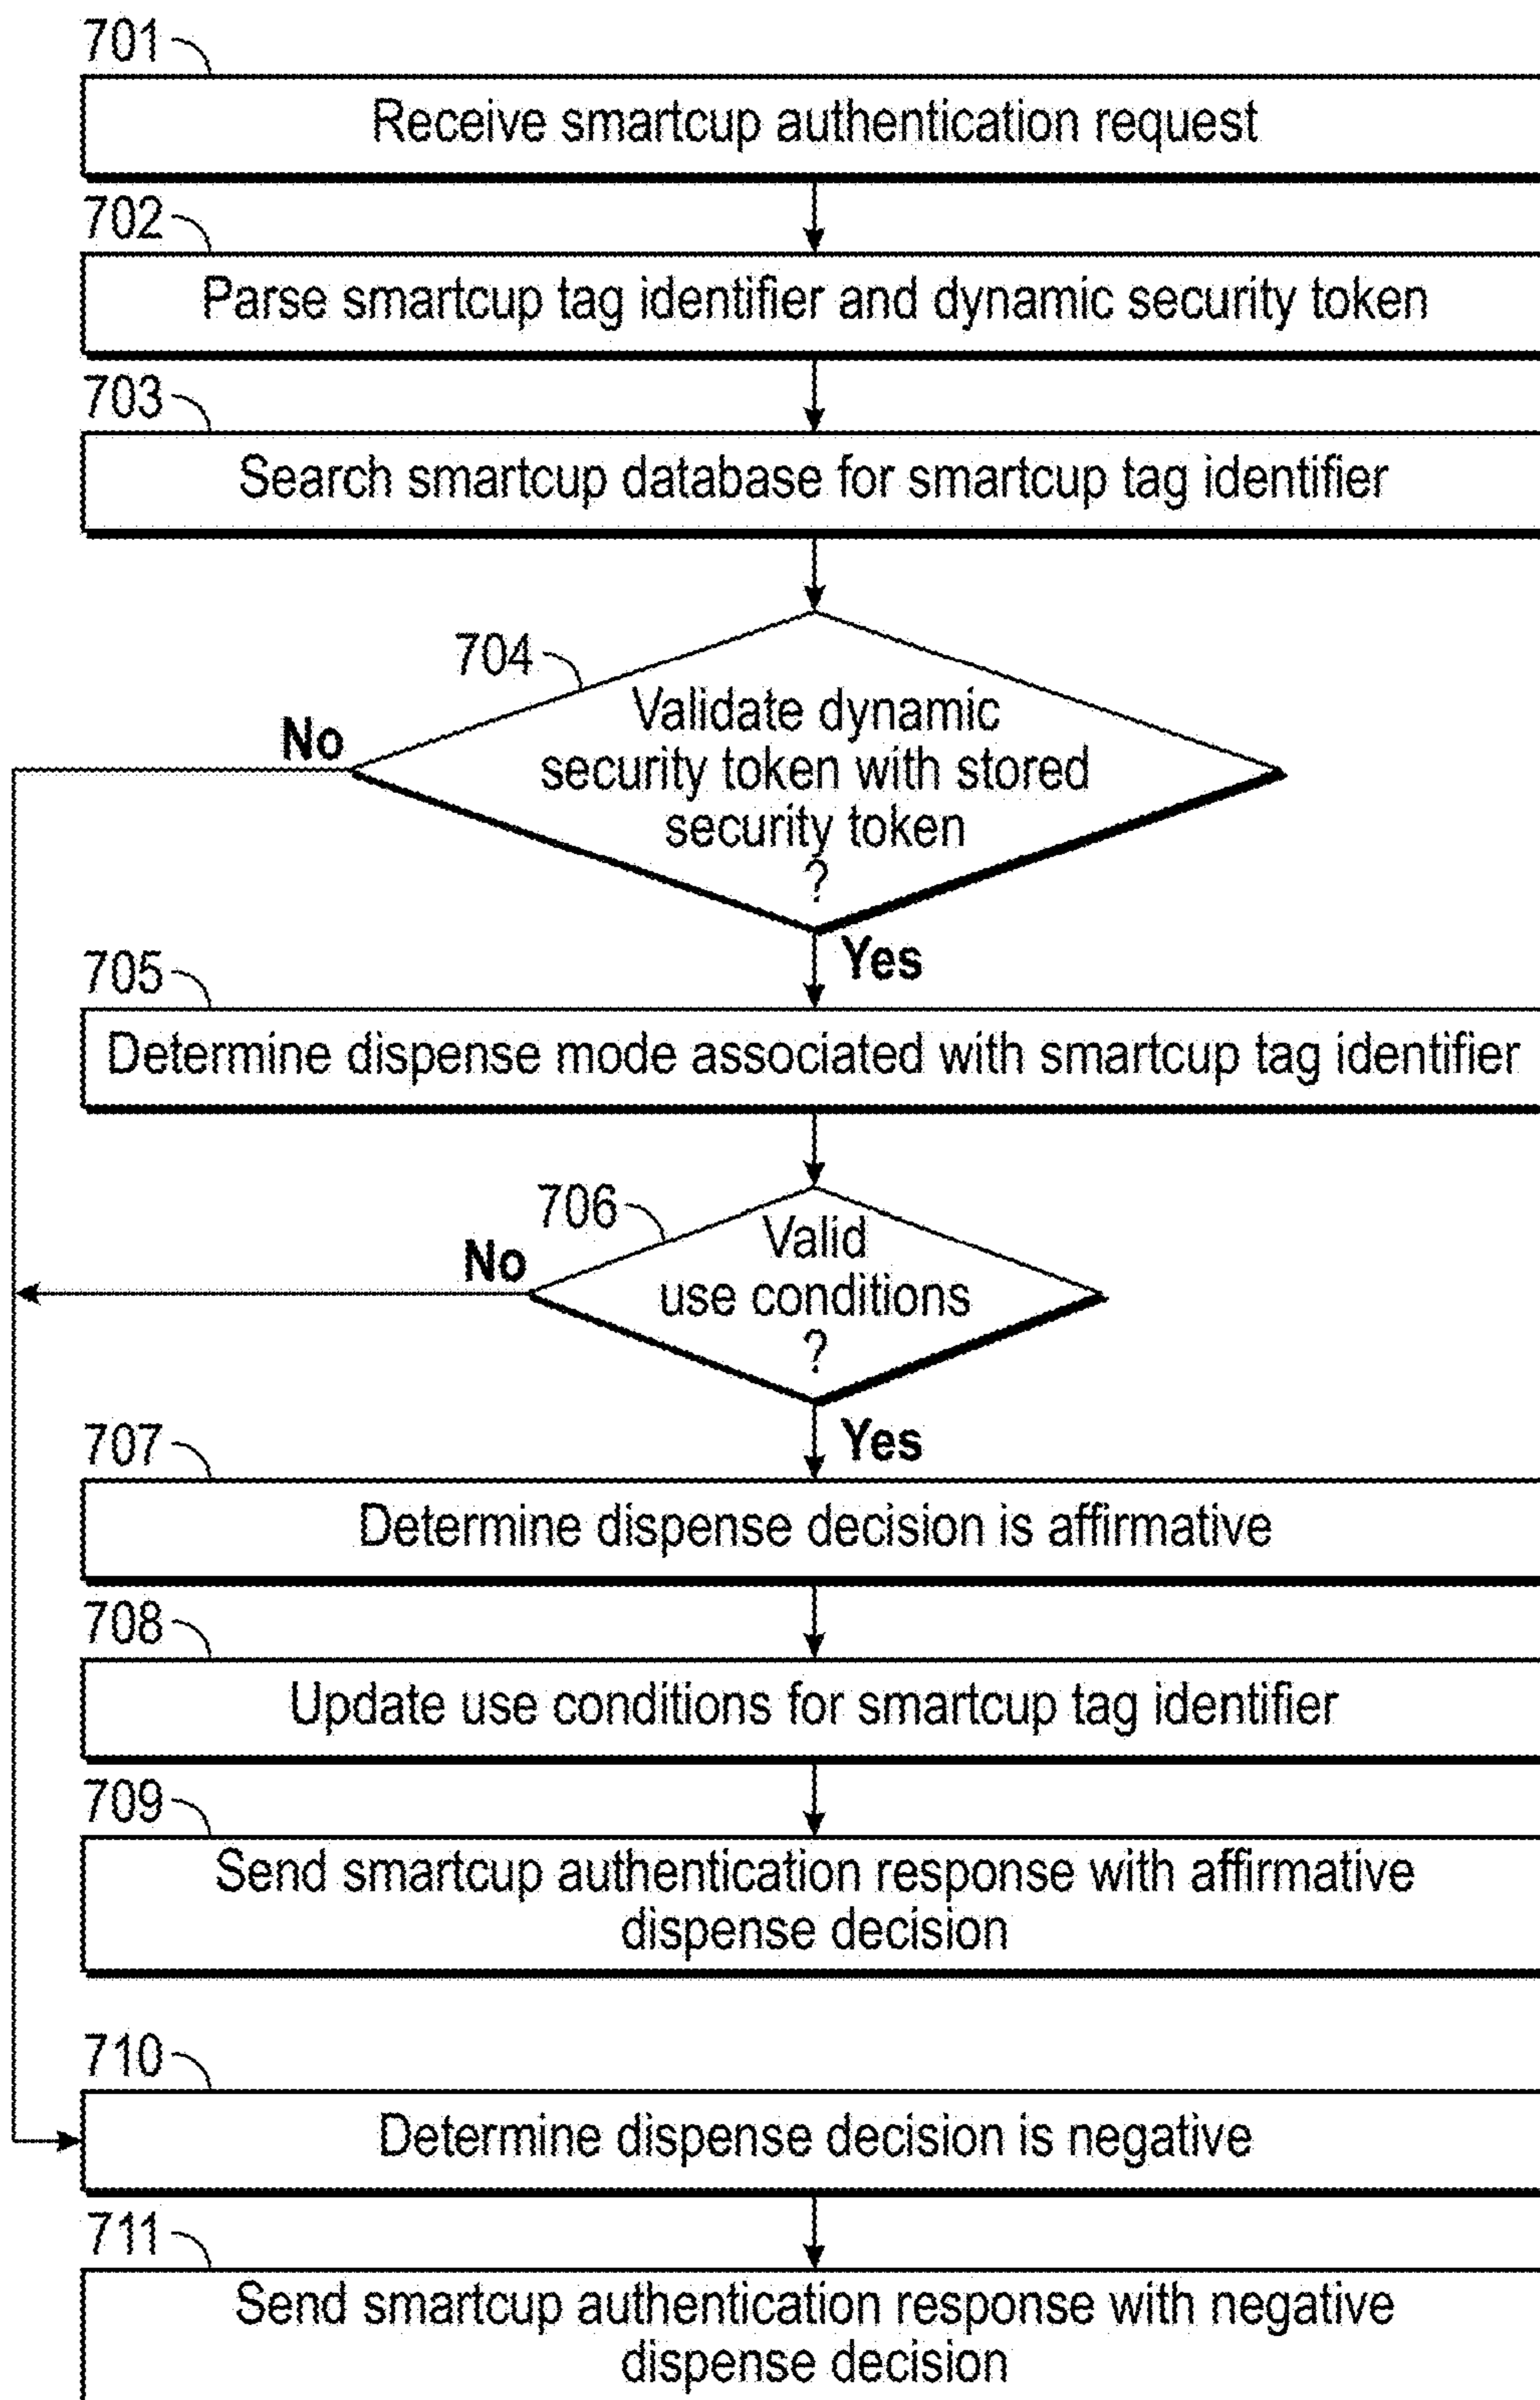 701
Receive smartcup authentication request
702
Parse smartcup tag identifier and dynamic security token
703
Search smartcup database for smartcup tag identifier
704
Validate dynamic
No
security token with stored
security token
?
Yes
705
Determine dispense mode associated with smartcup tag identifier
706
Valid
No
use conditions
?
Yes
707
Determine dispense decision is affirmative
708
Update use conditions for smartcup tag identifier
709
Send smartcup authentication response with affirmative
dispense decision
710
Determine dispense decision is negative
711
Send smartcup authentication response with negative
dispense decision